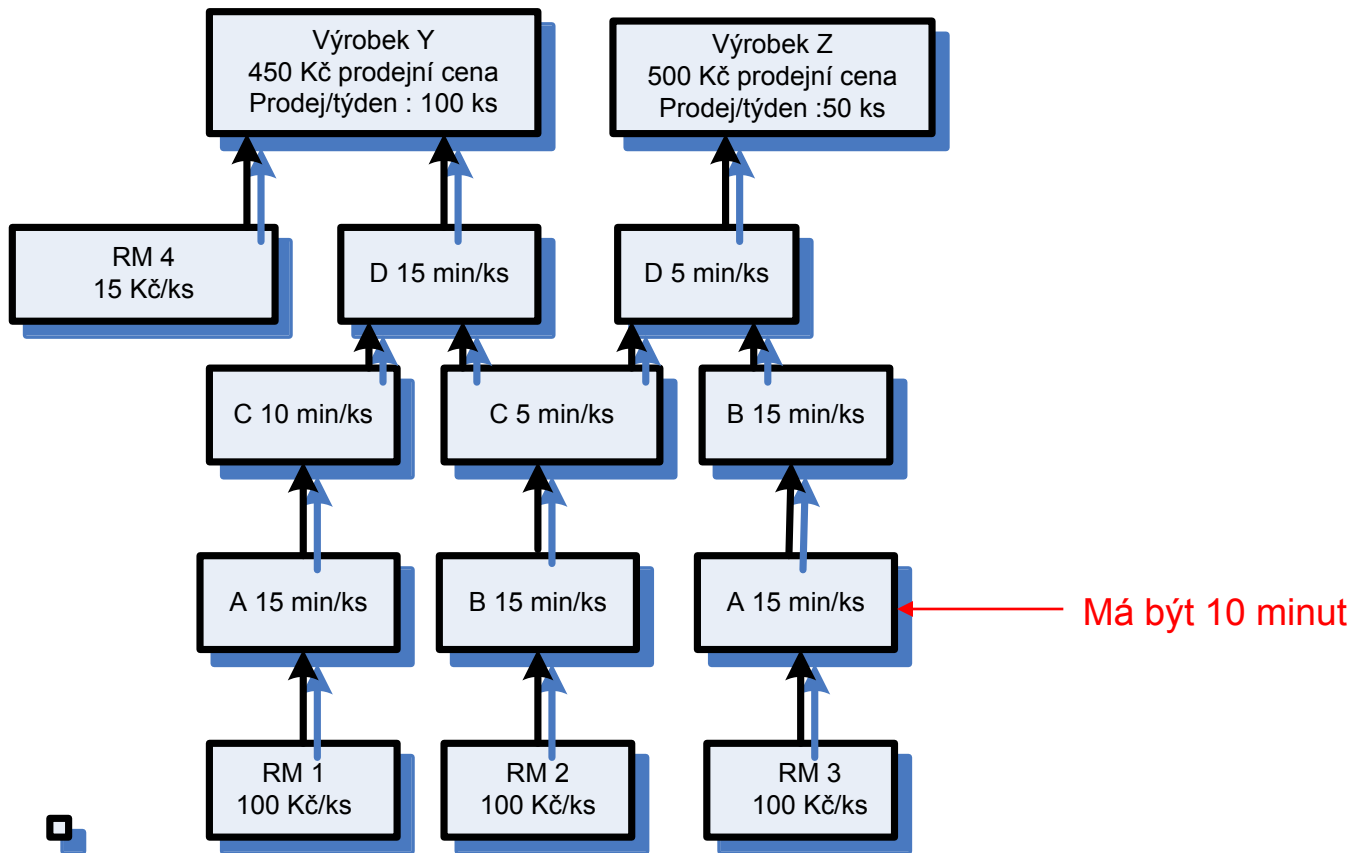 Výrobek Y
450 Kč prodejní cena
Prodej/týden : 100 ks
Výrobek Z
500 Kč prodejní cena
Prodej/týden :50 ks
RM 4
15 Kč/ks
D 15 min/ks
D 5 min/ks
C 10 min/ks
C 5 min/ks
B 15 min/ks
A 15 min/ks
B 15 min/ks
A 15 min/ks
Má být 10 minut
RM 1
100 Kč/ks
RM 2
100 Kč/ks
RM 3
100 Kč/ks